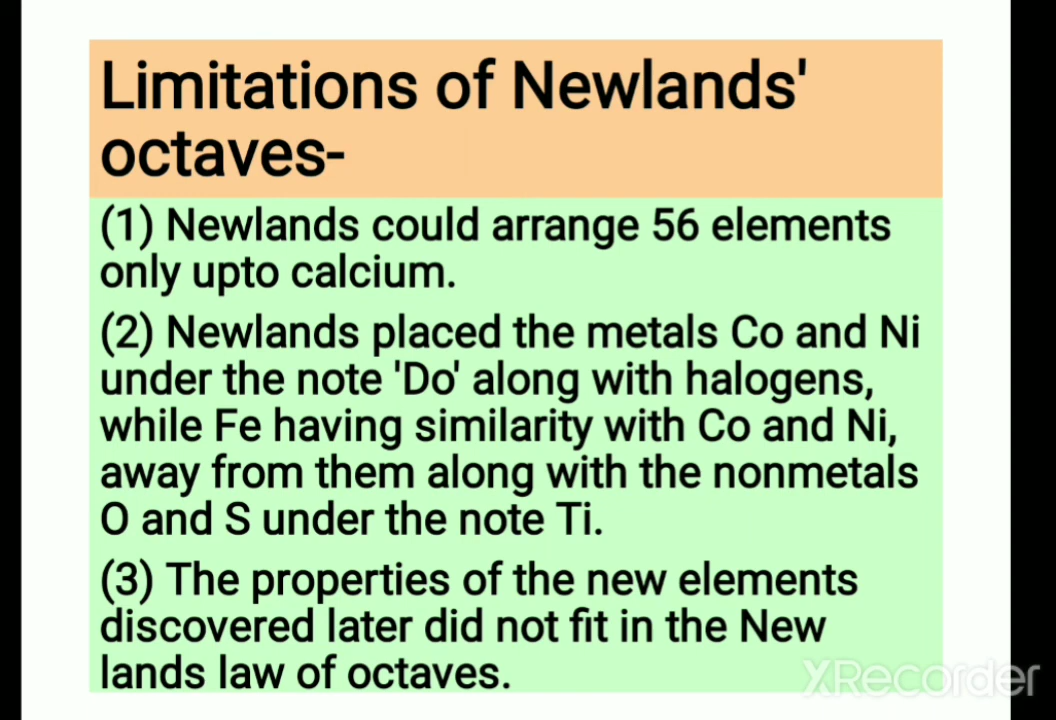 Limitations of Newlands'
octaves-
(1) Newlands could arrange 56 elements
only upto calcium.
(2) Newlands placed the metals Co and Ni
under the note 'Do' along with halogens,
while Fe having similarity with Co and Ni,
away from them along with the nonmetals
O and S under the note Ti.
(3) The properties of the new elements
discovered later did not fit in the New
lands law of octaves.
XRecorder